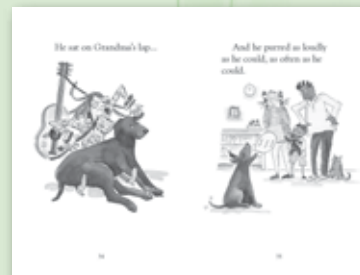 He sat on Grandma's lap...
And he purred as loudly
as he could, as often as he
could.